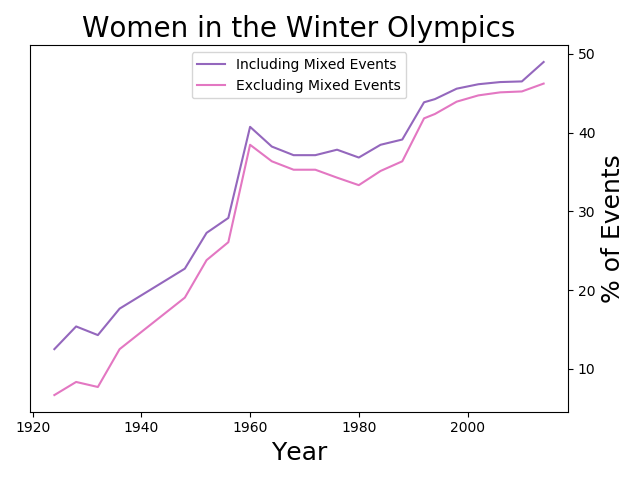 Women in the Winter Olympics
Including Mixed Events
Excluding Mixed Events
50
40
30
20
10
% of Events
1920
1940
1960
1980
2000
Year